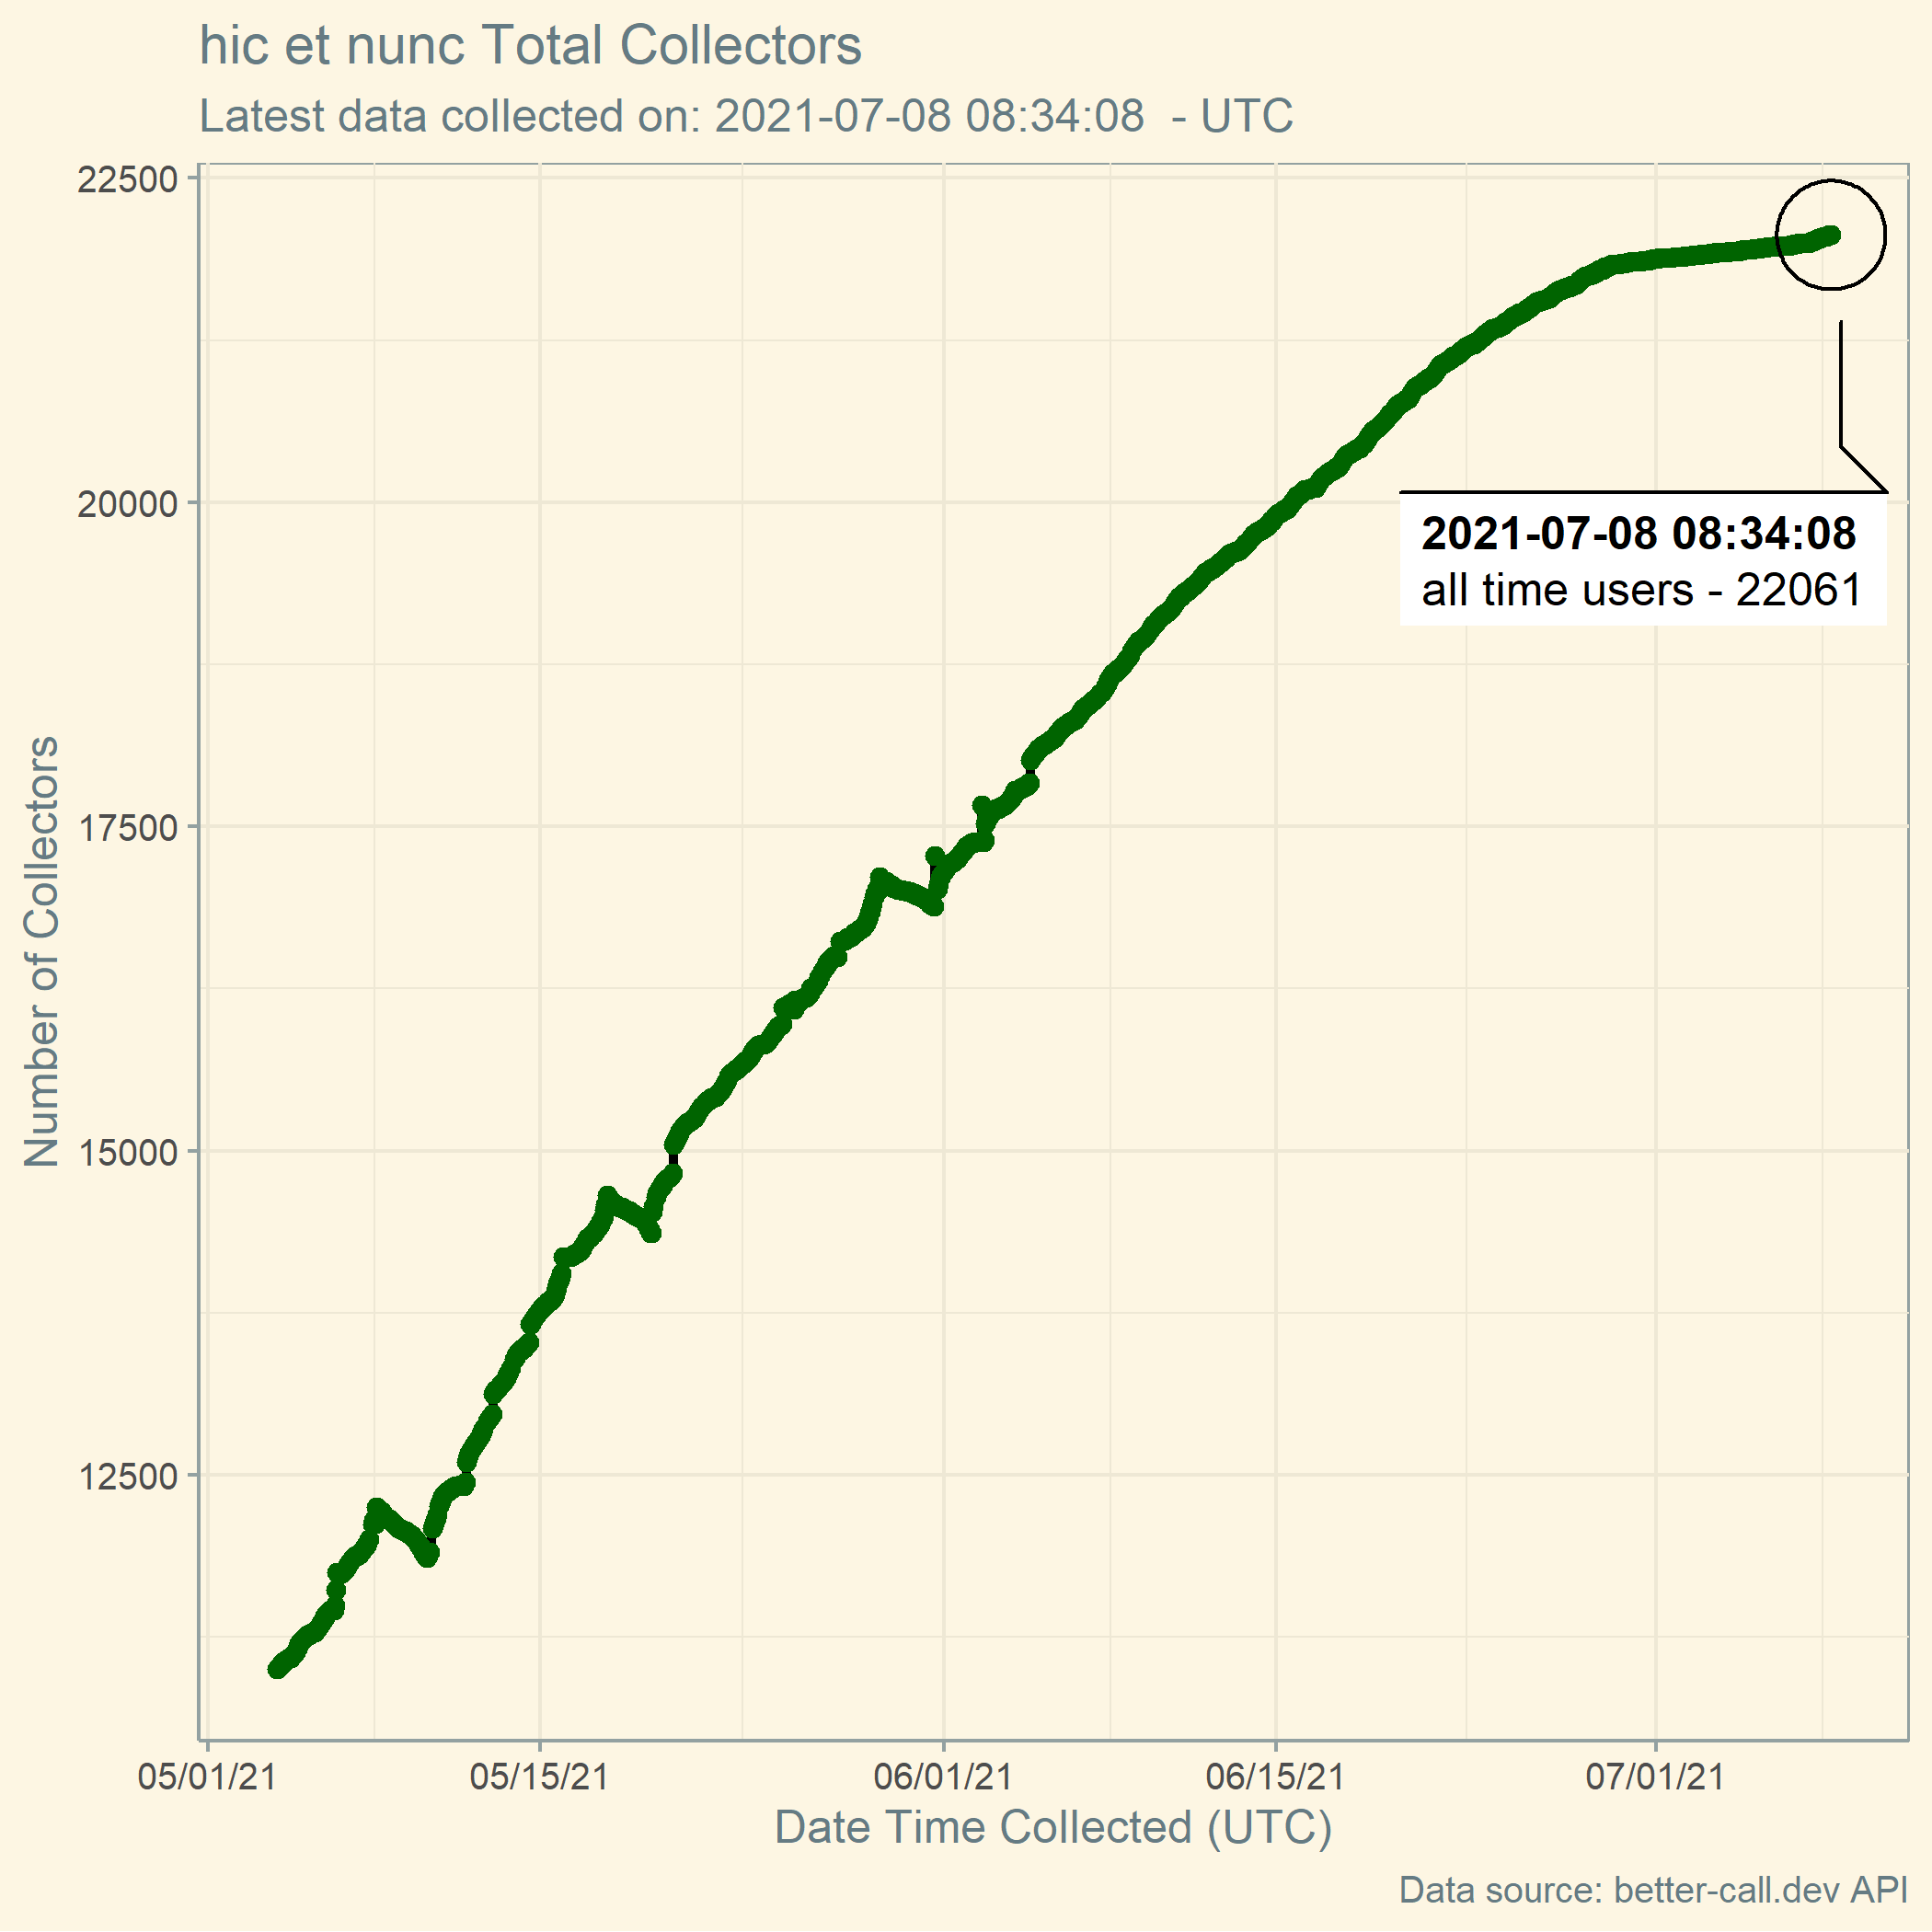 hic et nunc Total Collectors
Latest data collected on: 2021-07-08 08:34:08  - UTC
22500
20000
17500
15000
12500
Number of Collectors
2021-07-08 08:34:08
all time users - 22061
05/01/21
05/15/21
06/01/21
06/15/21
07/01/21
Date Time Collected (UTC)
Data source: better-call.dev API